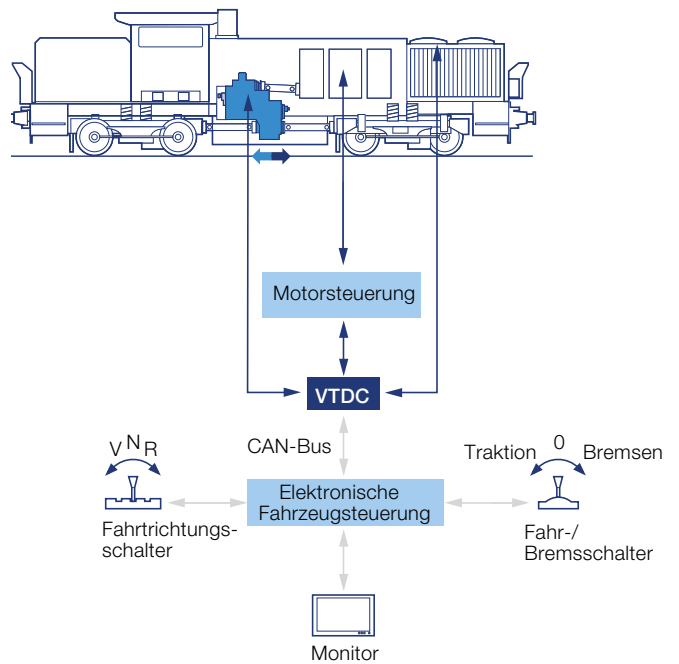 Motorsteuerung
VTDC
CAN-Bus
V N R
Traktion 0 Bremsen
Elektronische
Fahrzeugsteuerung
Fahrtrichtungs-
schalter
Fahr-/
Bremsschalter
Monitor